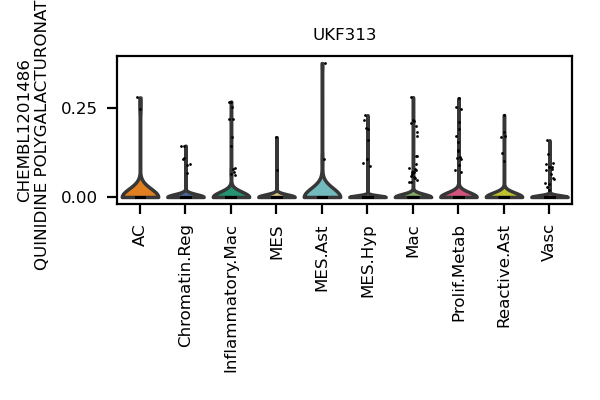 UKF313
CHEMBL1201486
QUINIDINE POLYGALACTURONAT
0.25
0.00
AC
Chromatin.Reg
Inflammatory.Mac
MES
MES.Ast
MES.Hyp
Mac
Prolif.Metab
Reactive.Ast
Vasc